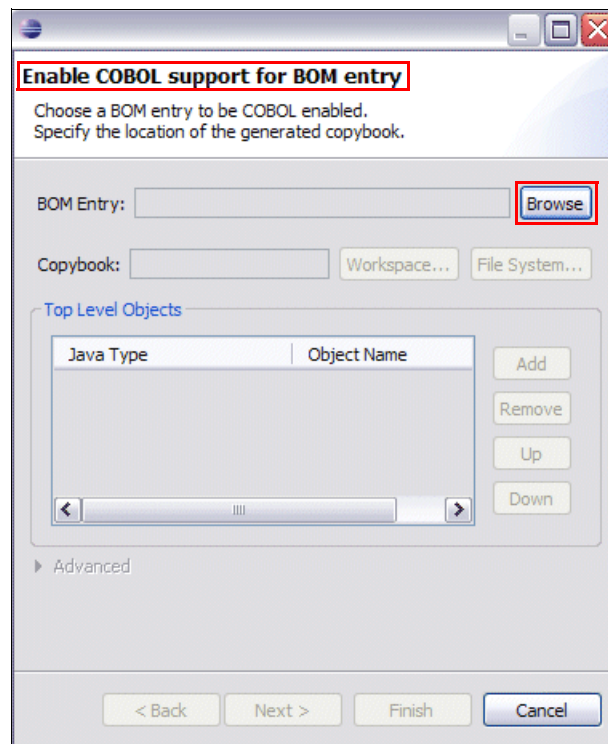 Enable COBOL support for BOM entry
Choose a BOM entry to be COBOL enabled.
Specify the location of the generated copybook.
BOM Entry:
Browse
Copybook:
Workspace...
File System...
Top Level Objects
Java Type
Object Name
Add
Remove
Up
Down
Advanced
< Back
Next >
Finish
Cancel